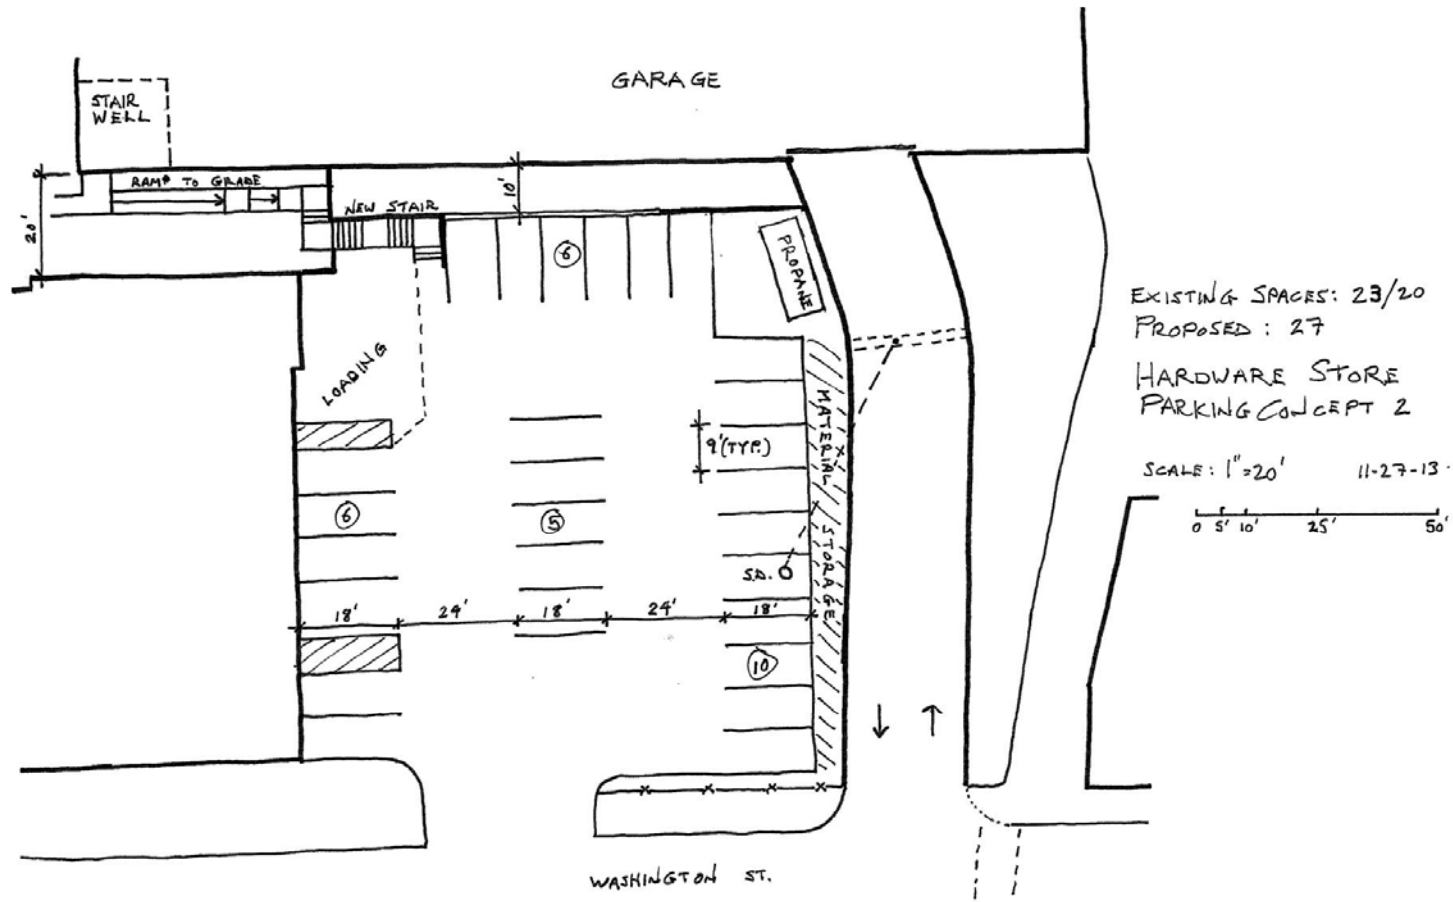 GARAGE
STAIR
WELL
RAMP TO GRADE
NEW STAIR
10'
20'
6
PROPANE
EXISTING SPACES: 23/20
PROPOSED: 27
HARDWARE STORE
PARKING CONCEPT 2
LOADING
9'(TYP.)
MATERIAL STORAGE
SCALE: 1"=20' 11-27-13
0 5' 10' 25' 50'
6
5
S.D.
18' 24' 18' 24' 18'
10
WASHINGTON ST.